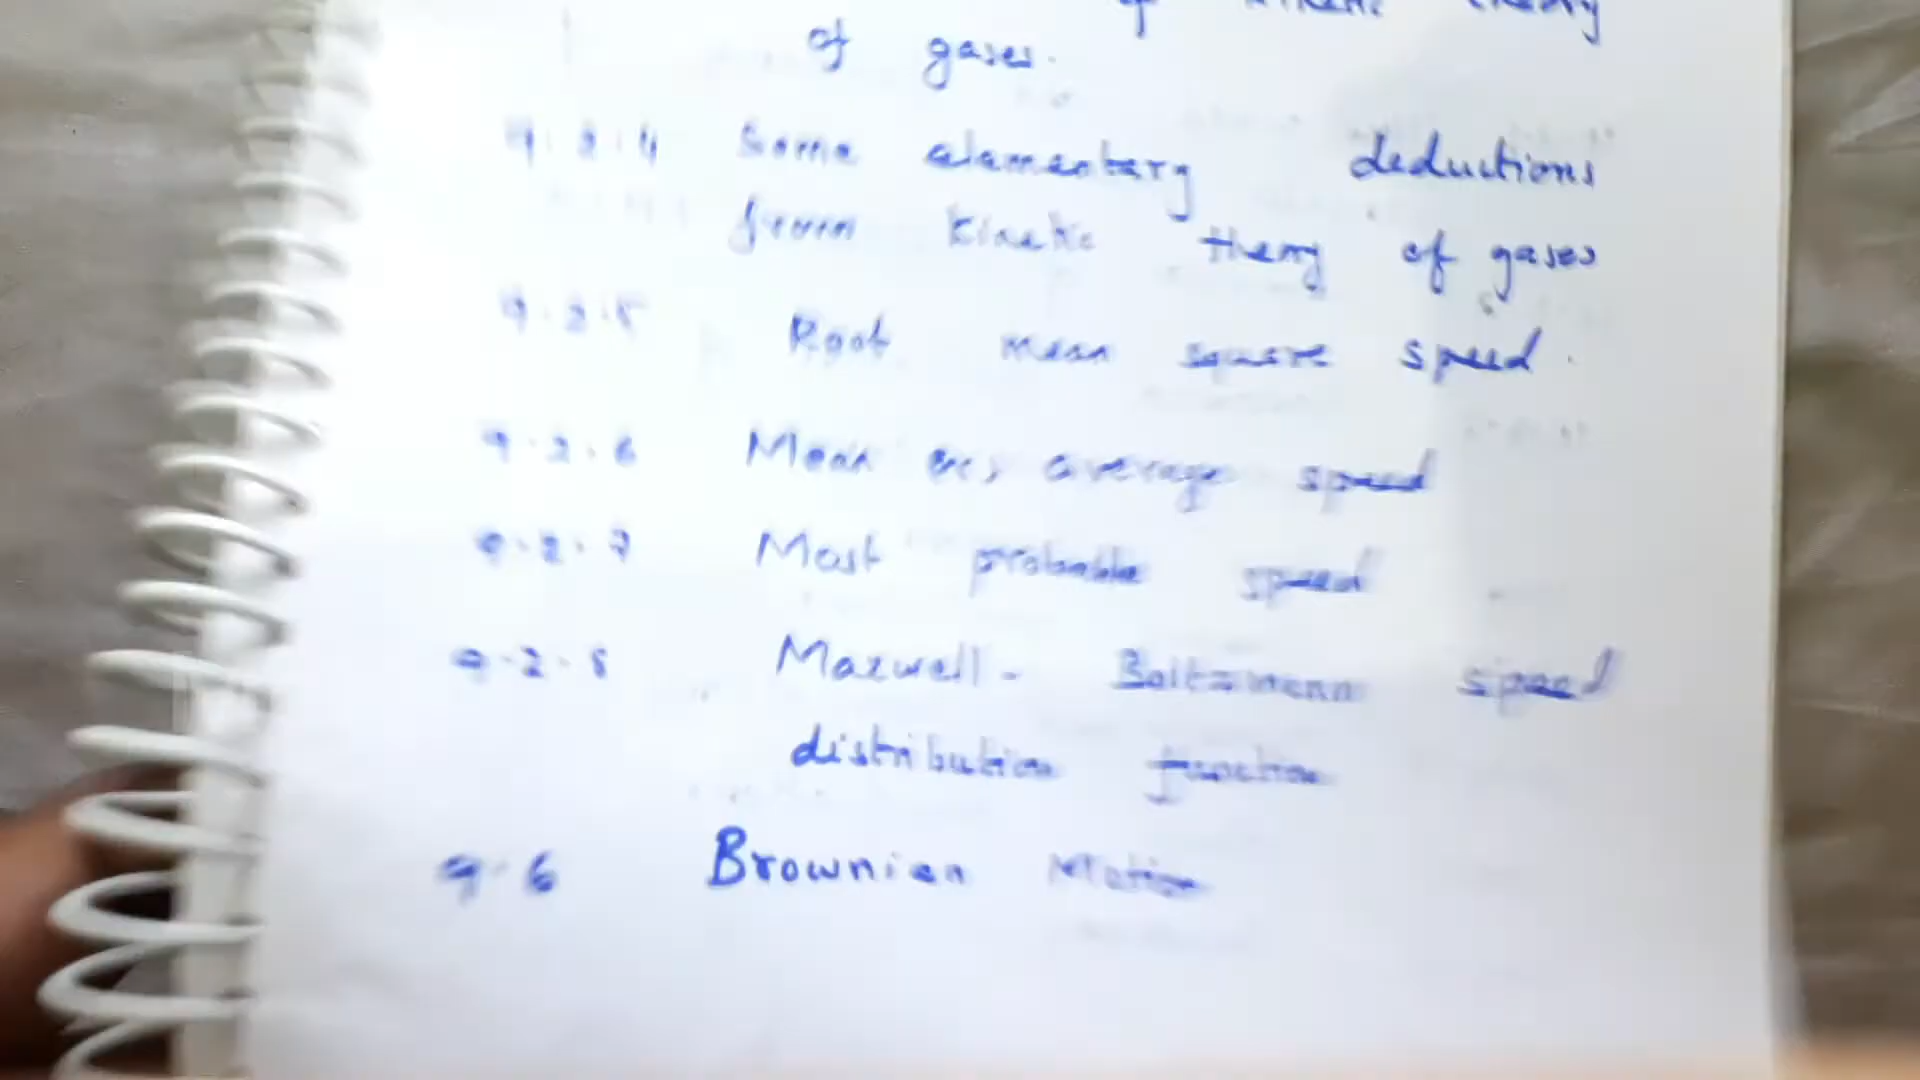 kinetic theory
of gases.
9.2.4 Some elementary deductions
from kinetic theory of gases
9.2.5 Root mean square speed.
9.2.6 Mean (or) average speed
9.2.7 Most probable speed
9.2.8 Maxwell - Boltzmann speed
distribution function
9.6 Brownian Motion